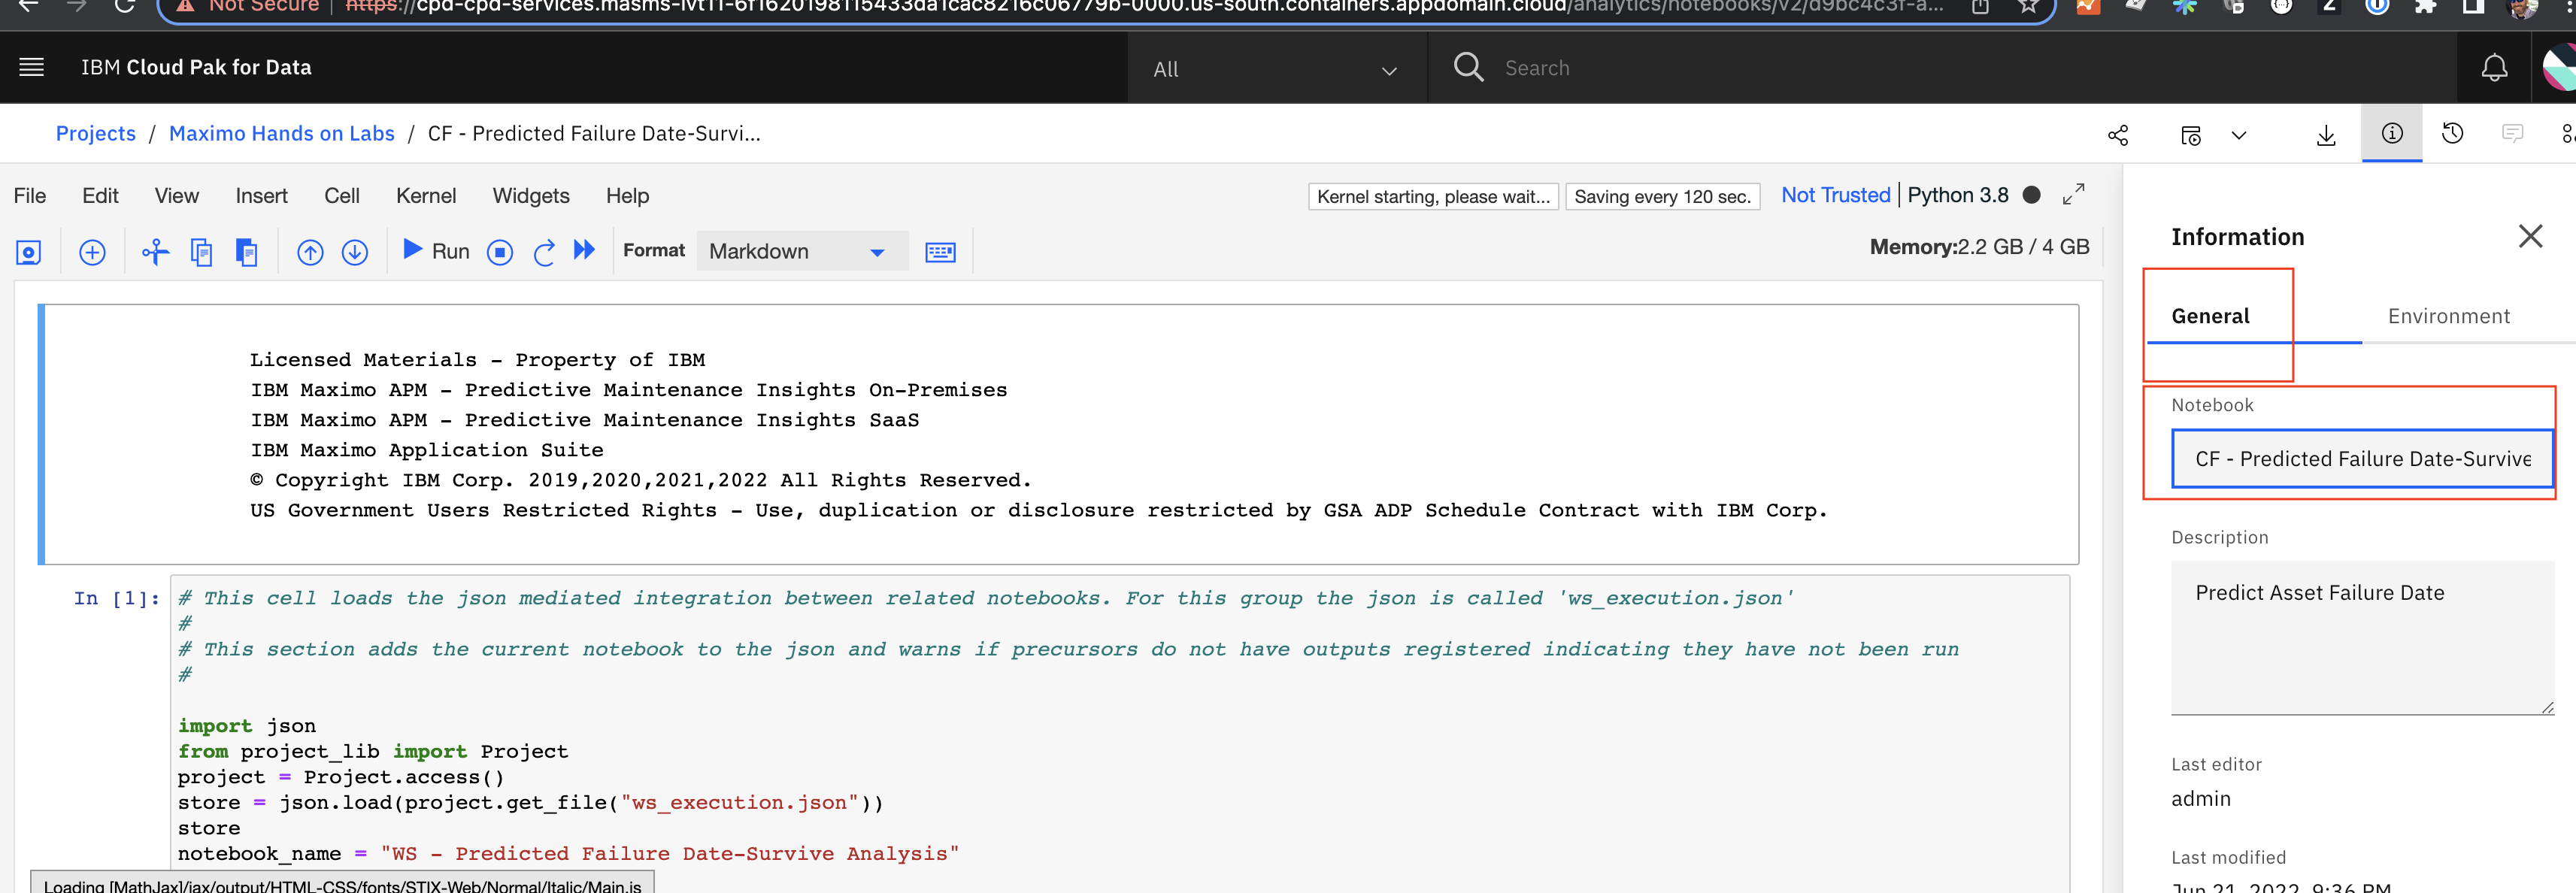 Not Secure https://cpd-cpd-services.masms-lvt11-6f1620198115433da1cac8216c06779b-0000.us-south.containers.appdomain.cloud/analytics/notebooks/v2/d9bc4c3f-a...
IBM Cloud Pak for Data
All
Search
Projects / Maximo Hands on Labs / CF - Predicted Failure Date-Survi...
File Edit View Insert Cell Kernel Widgets Help
Kernel starting, please wait... Saving every 120 sec. Not Trusted Python 3.8
Run Format Markdown
Memory:2.2 GB / 4 GB
Licensed Materials - Property of IBM
IBM Maximo APM - Predictive Maintenance Insights On-Premises
IBM Maximo APM - Predictive Maintenance Insights SaaS
IBM Maximo Application Suite
© Copyright IBM Corp. 2019,2020,2021,2022 All Rights Reserved.
US Government Users Restricted Rights - Use, duplication or disclosure restricted by GSA ADP Schedule Contract with IBM Corp.
In [1]:
# This cell loads the json mediated integration between related notebooks. For this group the json is called 'ws_execution.json'
#
# This section adds the current notebook to the json and warns if precursors do not have outputs registered indicating they have not been run
#
import json
from project_lib import Project
project = Project.access()
store = json.load(project.get_file("ws_execution.json"))
store
notebook_name = "WS - Predicted Failure Date-Survive Analysis"
Loading [MathJax]/jax/output/HTML-CSS/fonts/STIX-Web/Normal/Italic/Main.js
Information
General
Environment
Notebook
CF - Predicted Failure Date-Survive
Description
Predict Asset Failure Date
Last editor
admin
Last modified
Jun 21, 2022, 9:36 PM